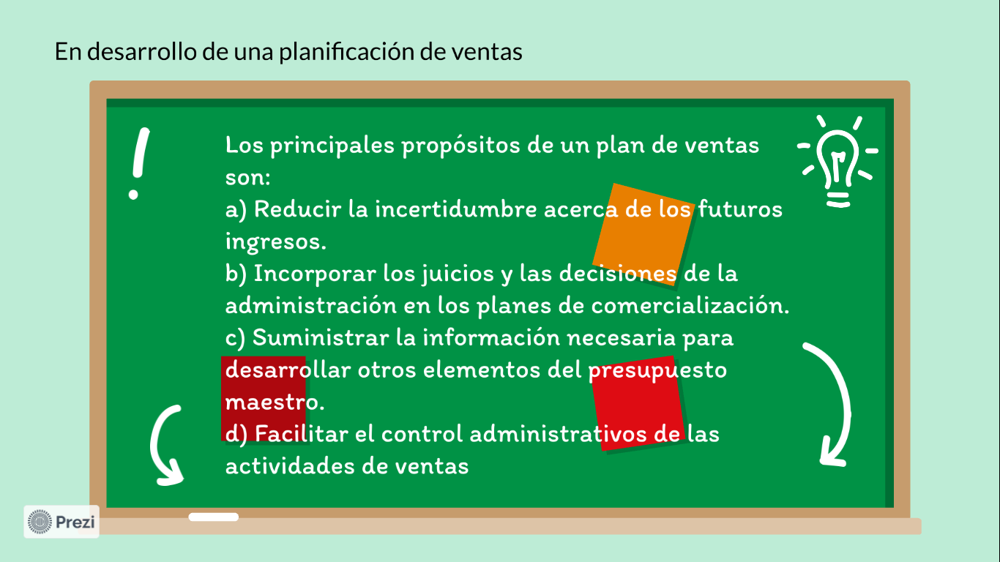 En desarrollo de una planificación de ventas
Los principales propósitos de un plan de ventas
son:
a) Reducir la incertidumbre acerca de los futuros
ingresos.
b) Incorporar los juicios y las decisiones de la
administración en los planes de comercialización.
c) Suministrar la información necesaria para
desarrollar otros elementos del presupuesto
maestro.
d) Facilitar el control administrativos de las
actividades de ventas
Prezi